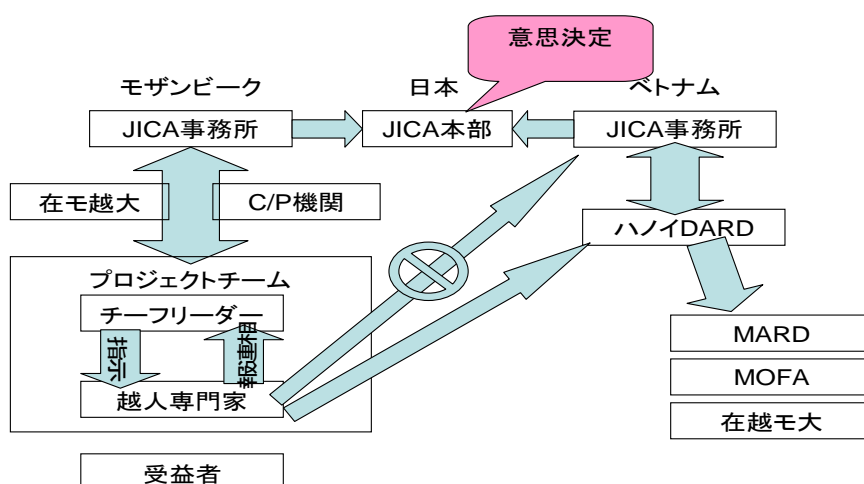 意思決定
モザンビーク
日本
ベトナム
JICA事務所
JICA本部
JICA事務所
在モ越大
C/P機関
ハノイDARD
プロジェクトチーム
チーフリーダー
指示
報連相
越人専門家
MARD
MOFA
在越モ大
受益者